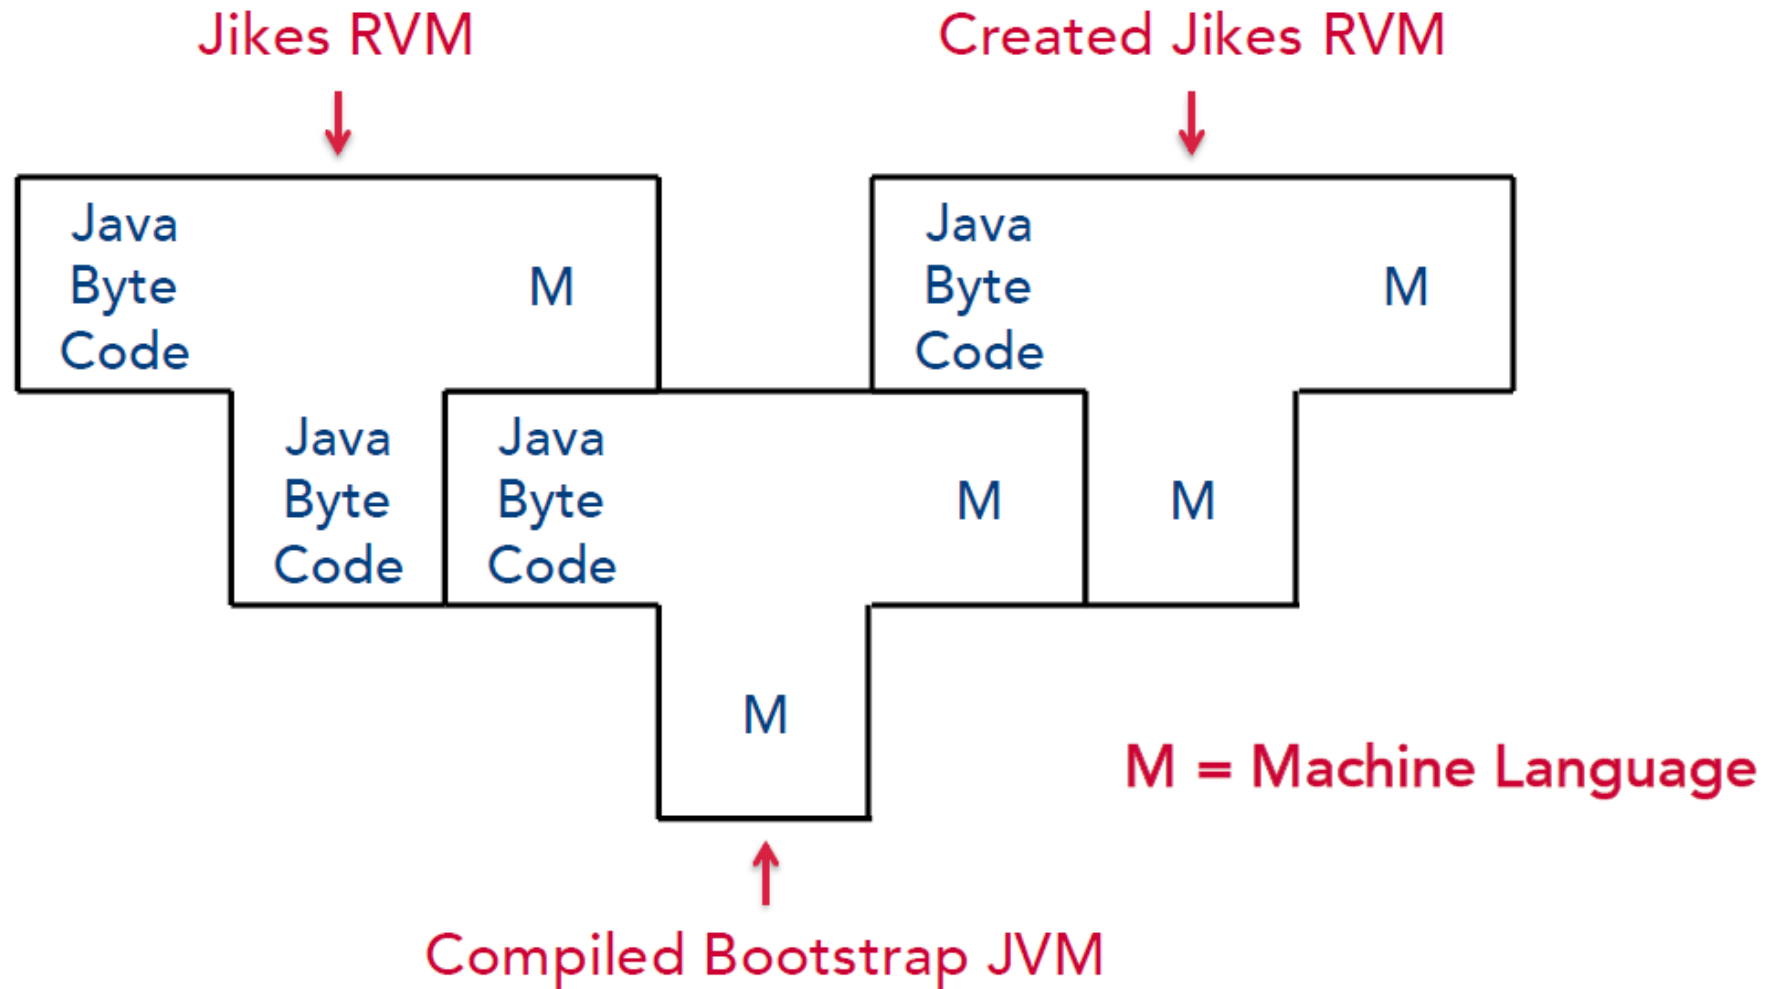 Jikes RVM
Created Jikes RVM
Java
Byte
Code
M
Java
Byte
Code
M
Java
Byte
Code
Java
Byte
Code
M
M
M
M = Machine Language
Compiled Bootstrap JVM